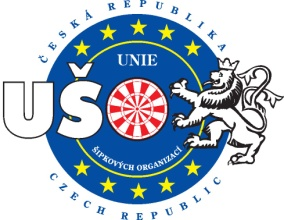 ČESKÁ REPUBLIKA
UNIE
UŠO
ŠIPKOVÝCH ORGANIZACÍ
CZECH REPUBLIC